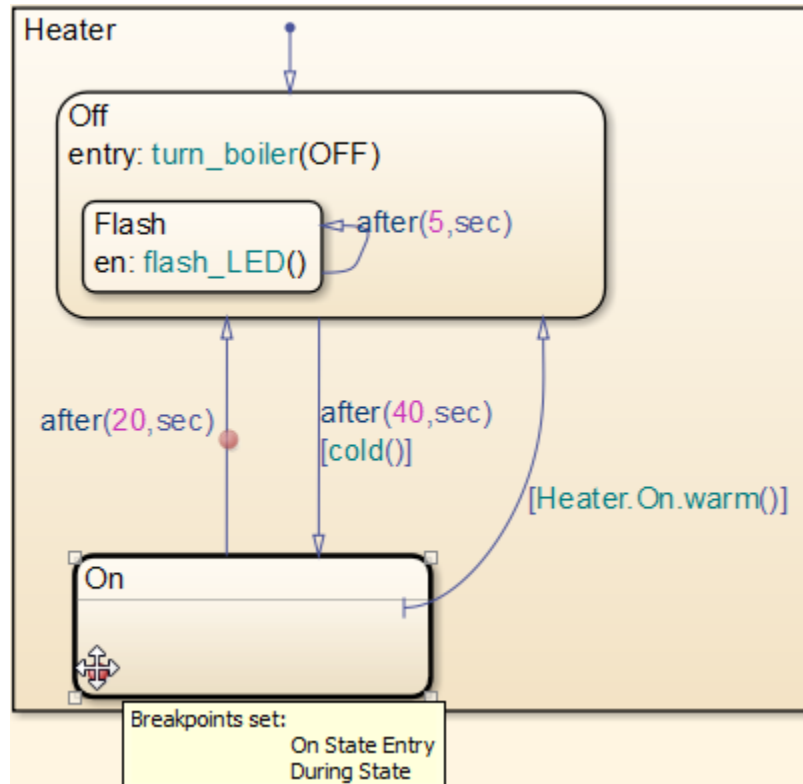 Heater
Off
entry: turn_boiler(OFF)
Flash
en: flash_LED()
after(5,sec)
after(20,sec)
after(40,sec)
[cold()]
[Heater.On.warm()]
On
Breakpoints set:
On State Entry
During State